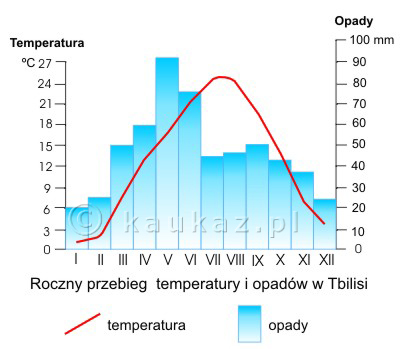 Opady
Temperatura
ºC 27
24
21
18
15
12
9
6
3
0
100 mm
90
80
70
60
50
40
30
20
10
0
© kaukaz.pl
I II III IV V VI VII VIII IX X XI XII
Roczny przebieg temperatury i opadów w Tbilisi
temperatura
opady